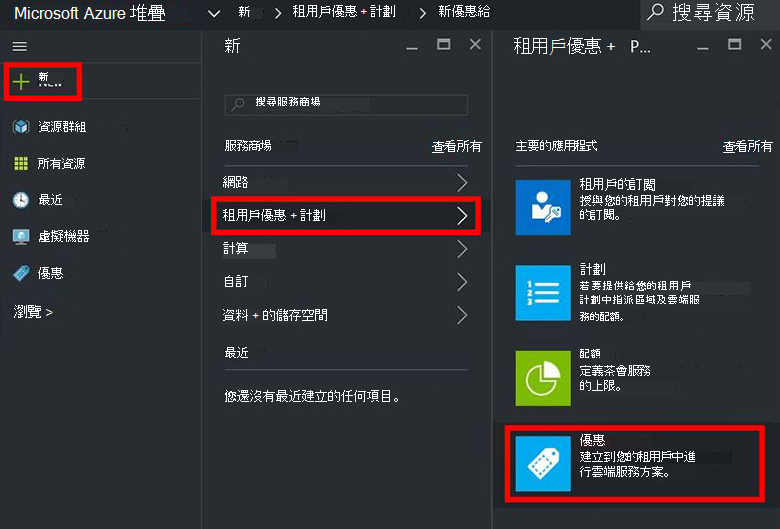 Microsoft Azure 堆疊
新
租用戶優惠 + 計劃
新優惠給
搜尋資源
新
New
資源群組
所有資源
最近
虛擬機器
優惠
瀏覽 >
新
搜尋服務商場
服務商場
查看所有
網路
租用戶優惠 + 計劃
計算
自訂
資料 + 的儲存空間
最近
您還沒有最近建立的任何項目。
租用戶優惠 + P...
主要的應用程式
查看所有
租用戶的訂閱
授與您的租用戶對您的提議
的訂閱。
計劃
若要提供給您的租用戶
計劃中指派區域及雲端服
務的配額。
配額
定義茶會服務
的上限。
優惠
建立到您的租用戶中進
行雲端服務方案。